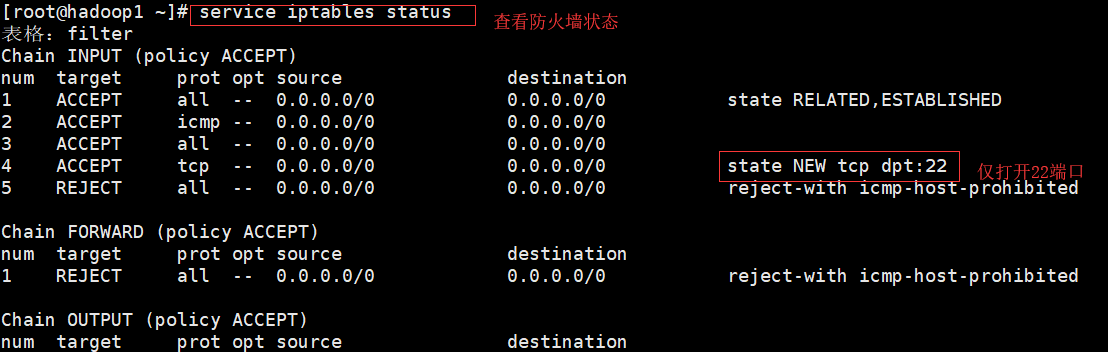 [root@hadoop1 ~]# service iptables status 查看防火墙状态
表格：filter
Chain INPUT (policy ACCEPT)
num target prot opt source destination
1 ACCEPT all -- 0.0.0.0/0 0.0.0.0/0 state RELATED,ESTABLISHED
2 ACCEPT icmp -- 0.0.0.0/0 0.0.0.0/0
3 ACCEPT all -- 0.0.0.0/0 0.0.0.0/0
4 ACCEPT tcp -- 0.0.0.0/0 0.0.0.0/0 state NEW tcp dpt:22 仅打开22端口
5 REJECT all -- 0.0.0.0/0 0.0.0.0/0 reject-with icmp-host-prohibited
Chain FORWARD (policy ACCEPT)
num target prot opt source destination
1 REJECT all -- 0.0.0.0/0 0.0.0.0/0 reject-with icmp-host-prohibited
Chain OUTPUT (policy ACCEPT)
num target prot opt source destination